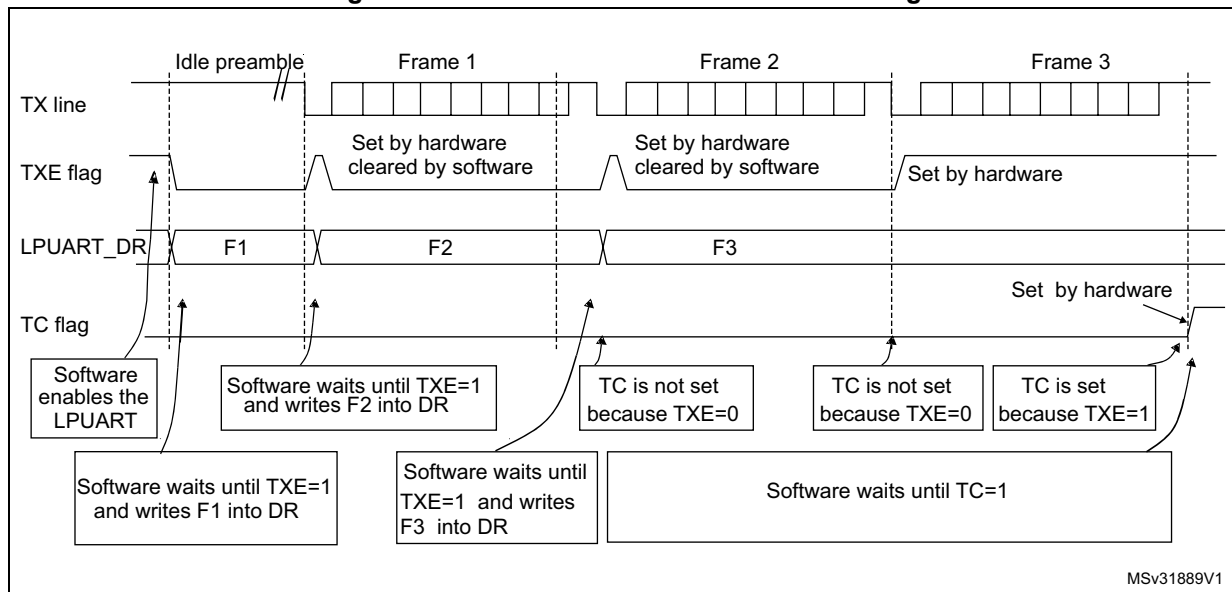 Idle preamble Frame 1 Frame 2 Frame 3
TX line
Set by hardware
cleared by software
Set by hardware
cleared by software
TXE flag
Set by hardware
LPUART_DR
F1 F2 F3
Set by hardware
TC flag
Software
enables the
LPUART
Software waits until TXE=1
and writes F2 into DR
TC is not set
because TXE=0
TC is not set
because TXE=0
TC is set
because TXE=1
Software waits until TXE=1
and writes F1 into DR
Software waits until
TXE=1 and writes
F3 into DR
Software waits until TC=1
MSv31889V1